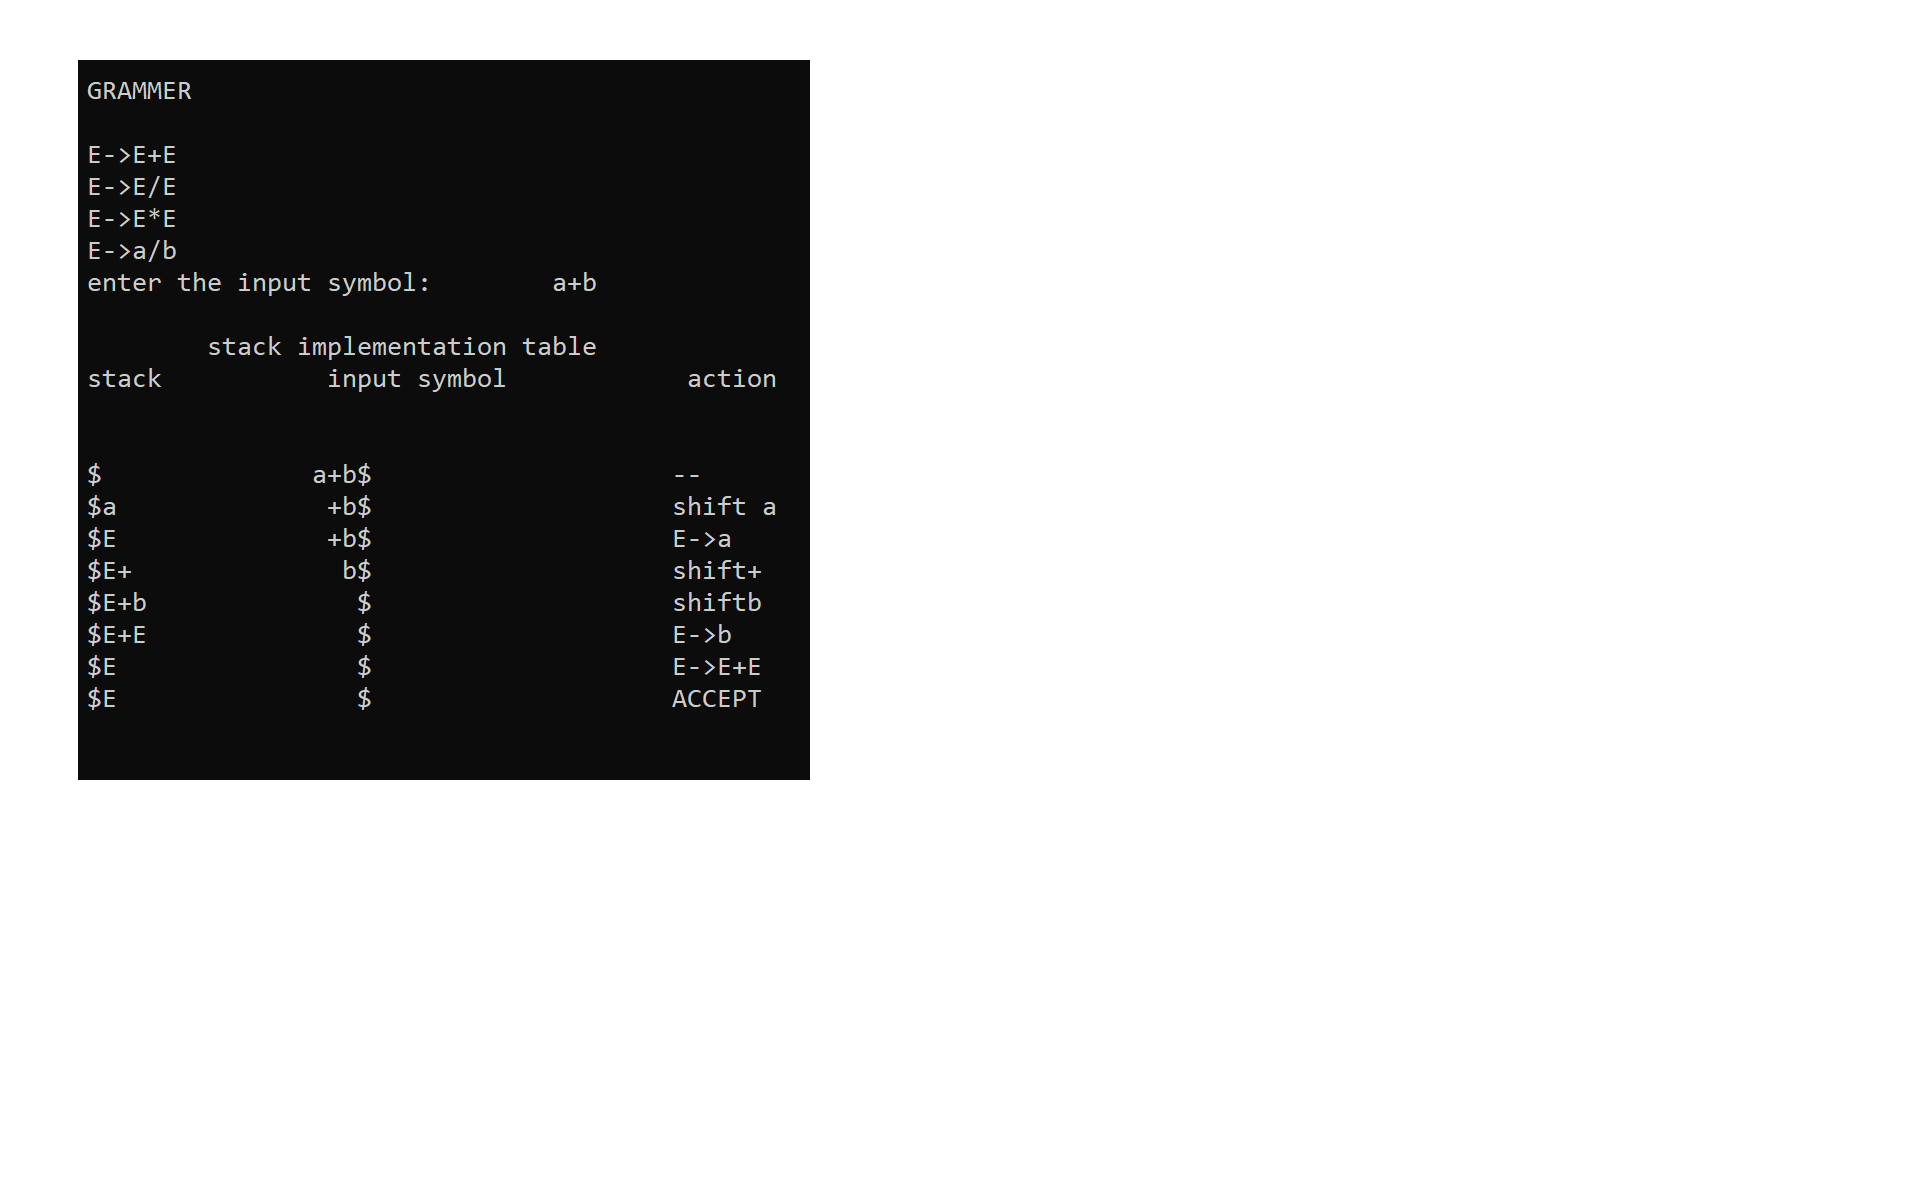 GRAMMER
E->E+E
E->E/E
E->E*E
E->a/b
enter the input symbol:        a+b
stack implementation table
stack           input symbol            action
$              a+b$                    --
$a              +b$                    shift a
$E              +b$                    E->a
$E+              b$                    shift+
$E+b              $                    shiftb
$E+E              $                    E->b
$E                $                    E->E+E
$E                $                    ACCEPT